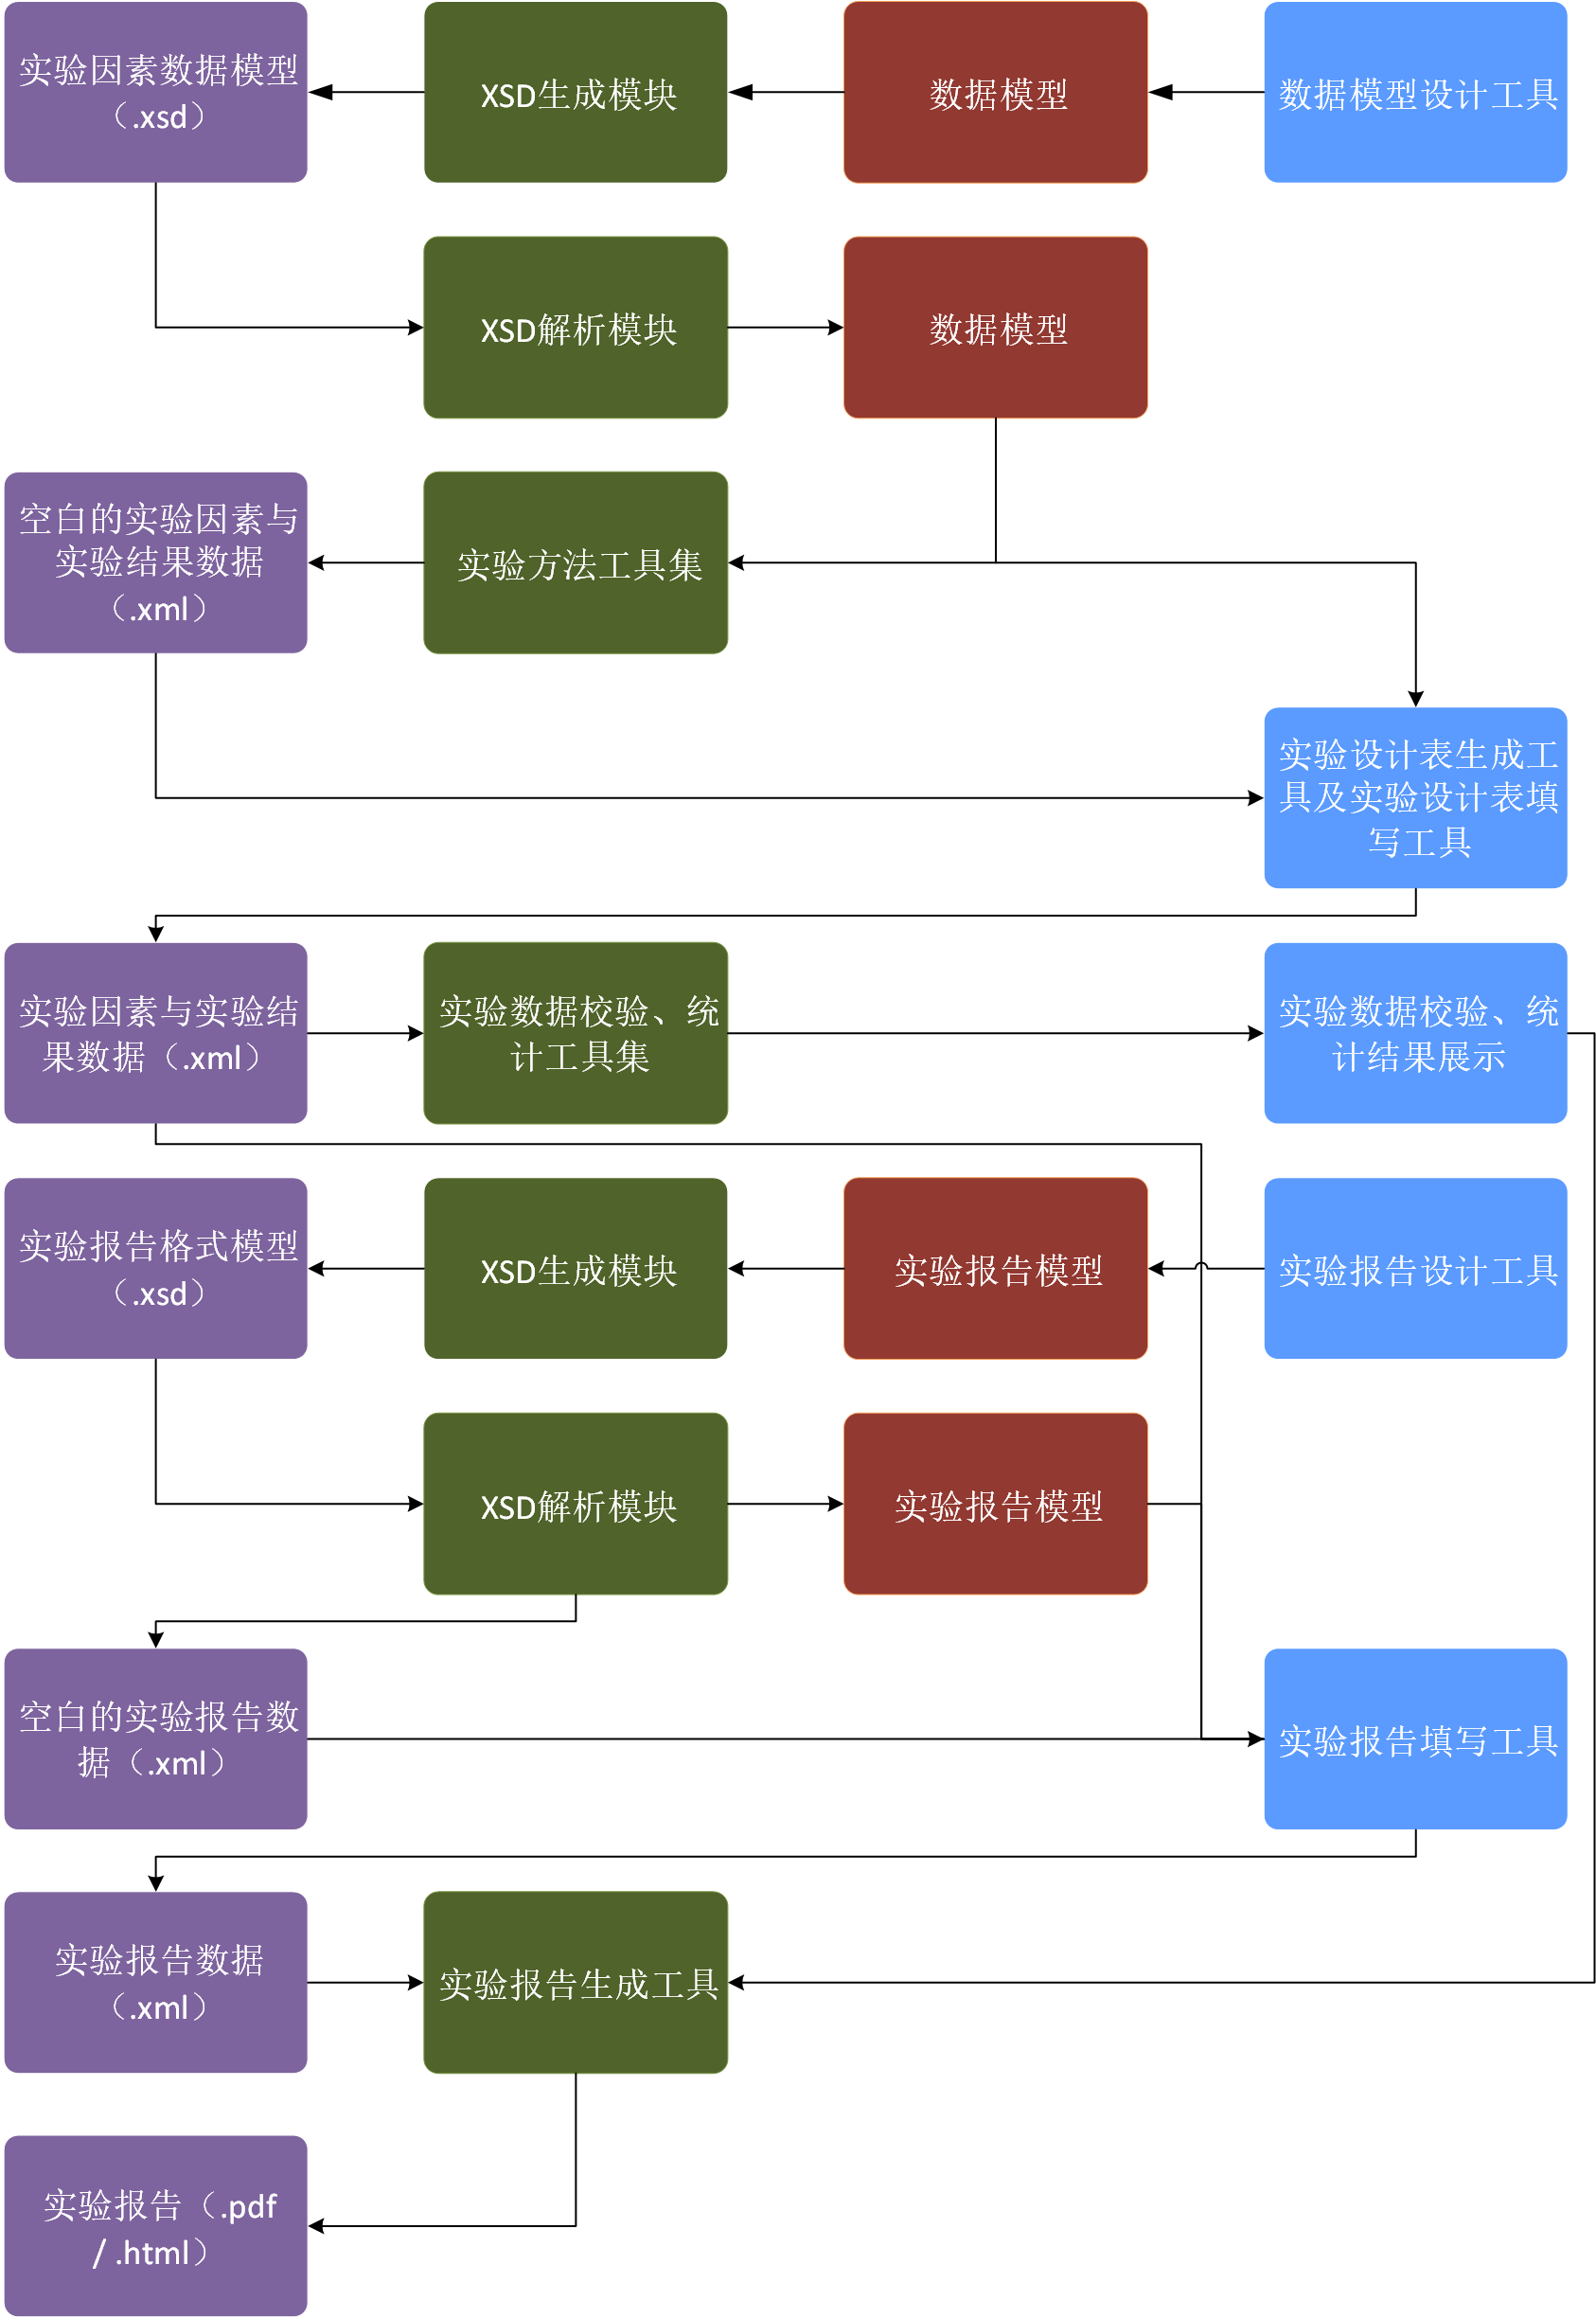 实验因素数据模型
（.xsd）
XSD生成模块
数据模型
数据模型设计工具
XSD解析模块
数据模型
空白的实验因素与
实验结果数据
（.xml）
实验方法工具集
实验设计表生成工
具及实验设计表填
写工具
实验因素与实验结
果数据（.xml）
实验数据校验、统
计工具集
实验数据校验、统
计结果展示
实验报告格式模型
（.xsd）
XSD生成模块
实验报告模型
实验报告设计工具
XSD解析模块
实验报告模型
空白的实验报告数
据（.xml）
实验报告填写工具
实验报告数据
（.xml）
实验报告生成工具
实验报告（.pdf
/ .html）